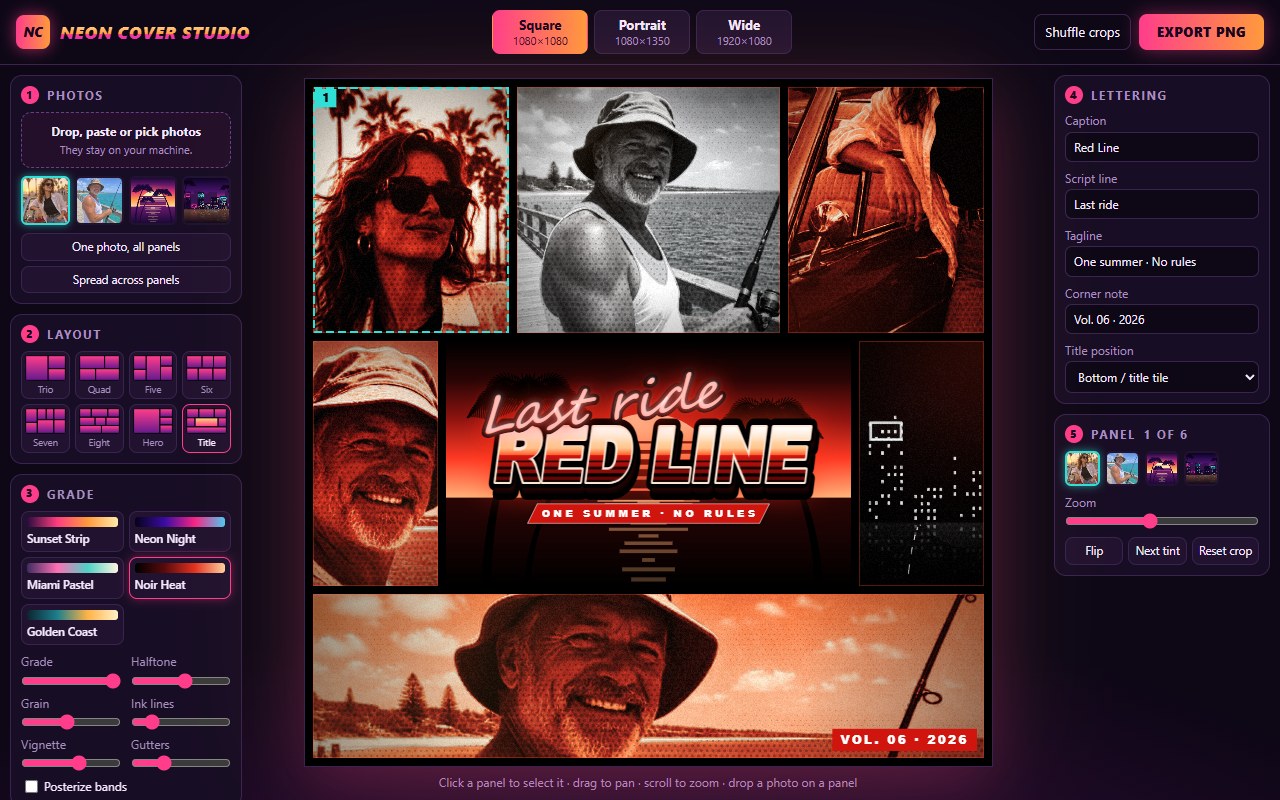 NC NEON COVER STUDIO
Square
1080×1080
Portrait
1080×1350
Wide
1920×1080
Shuffle crops
EXPORT PNG
1 PHOTOS
Drop, paste or pick photos
They stay on your machine.
One photo, all panels
Spread across panels
2 LAYOUT
Trio Quad Five Six
Seven Eight Hero Title
3 GRADE
Sunset Strip Neon Night
Miami Pastel Noir Heat
Golden Coast
Grade Halftone
Grain Ink lines
Vignette Gutters
Posterize bands
1
Last ride
RED LINE
ONE SUMMER · NO RULES
VOL. 06 · 2026
Click a panel to select it · drag to pan · scroll to zoom · drop a photo on a panel
4 LETTERING
Caption
Red Line
Script line
Last ride
Tagline
One summer · No rules
Corner note
Vol. 06 · 2026
Title position
Bottom / title tile
5 PANEL 1 OF 6
Zoom
Flip Next tint Reset crop